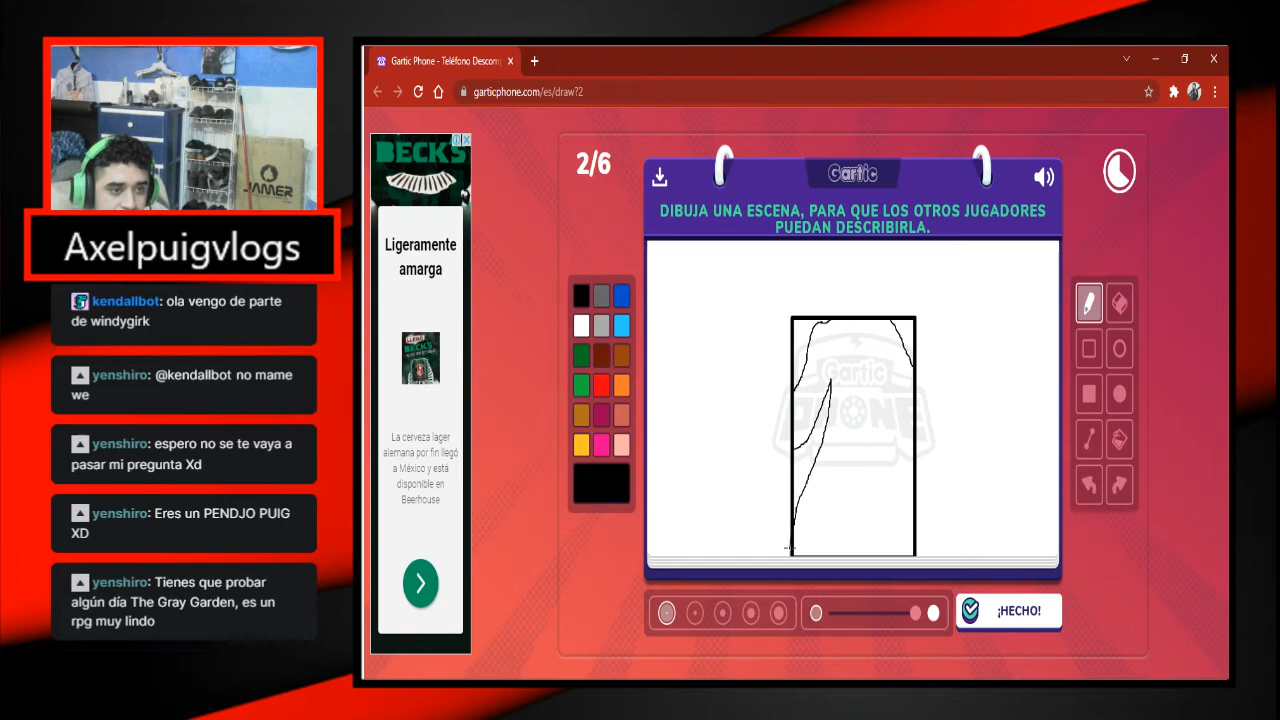 Gartic Phone - Teléfono Descom
garticphone.com/es/draw?2
JAMER
Axelpuigvlogs
kendallbot: ola vengo de parte
de windygirk
yenshiro: @kendallbot no mame
we
yenshiro: espero no se te vaya a
pasar mi pregunta Xd
yenshiro: Eres un PENDJO PUIG
XD
yenshiro: Tienes que probar
algún día The Gray Garden, es un
rpg muy lindo
BECK'S
Ligeramente
amarga
BECK'S
La cerveza lager
alemana por fin llegó
a México y está
disponible en
Beerhouse
2/6
Gartic
DIBUJA UNA ESCENA, PARA QUE LOS OTROS JUGADORES
PUEDAN DESCRIBIRLA.
Gartic
PHONE
¡HECHO!